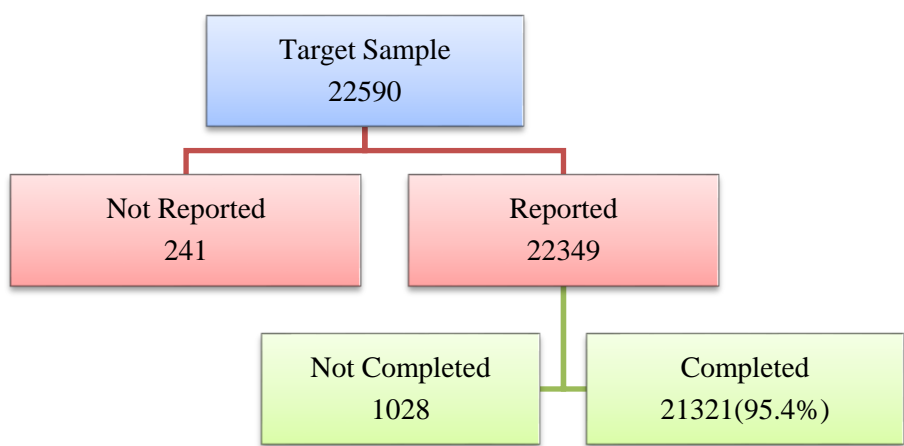 Target Sample
22590
Not Reported
241
Reported
22349
Not Completed
1028
Completed
21321(95.4%)